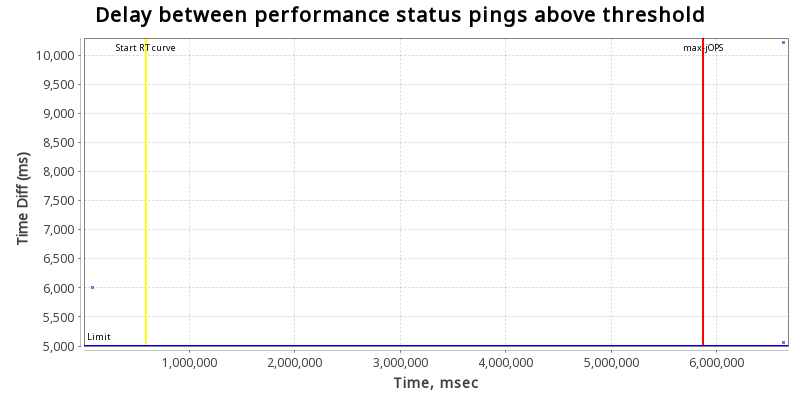 Delay between performance status pings above threshold
Start RT curve
max-jOPS
10,000
9,500
9,000
8,500
8,000
7,500
7,000
6,500
6,000
5,500
5,000
Time Diff (ms)
Limit
1,000,000 2,000,000 3,000,000 4,000,000 5,000,000 6,000,000
Time, msec